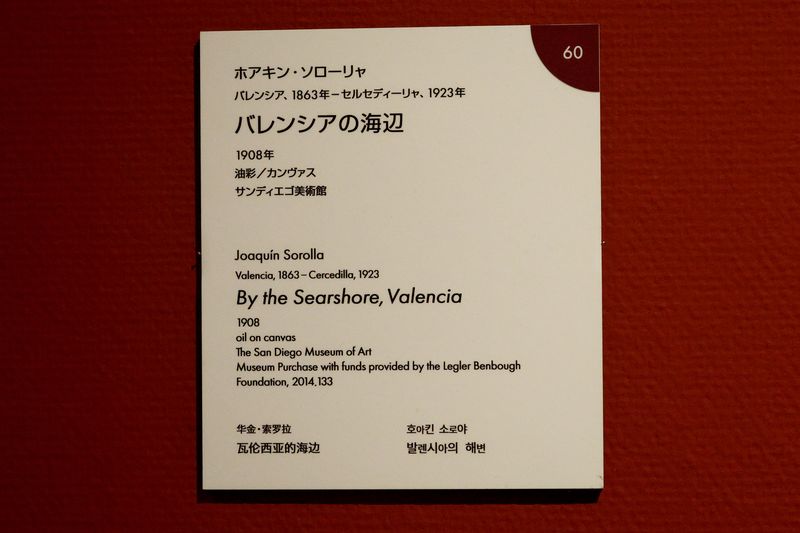 60
ホアキン・ソローリャ
バレンシア、1863年－セルセディーリャ、1923年
バレンシアの海辺
1908年
油彩／カンヴァス
サンディエゴ美術館
Joaquín Sorolla
Valencia, 1863 – Cercedilla, 1923
By the Searshore, Valencia
1908
oil on canvas
The San Diego Museum of Art
Museum Purchase with funds provided by the Legler Benbough
Foundation, 2014.133
华金·索罗拉
瓦伦西亚的海边
호아킨 소로야
발렌시아의 해변